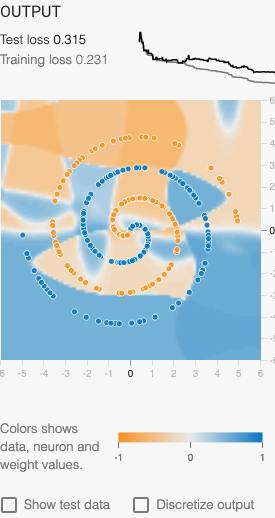 OUTPUT
Test loss 0.315
Training loss 0.231
6
5
4
3
2
1
0
-1
-2
-3
-4
-5
-6
6 -5 -4 -3 -2 -1 0 1 2 3 4 5 6
Colors shows
data, neuron and
weight values.
-1 0 1
Show test data Discretize output